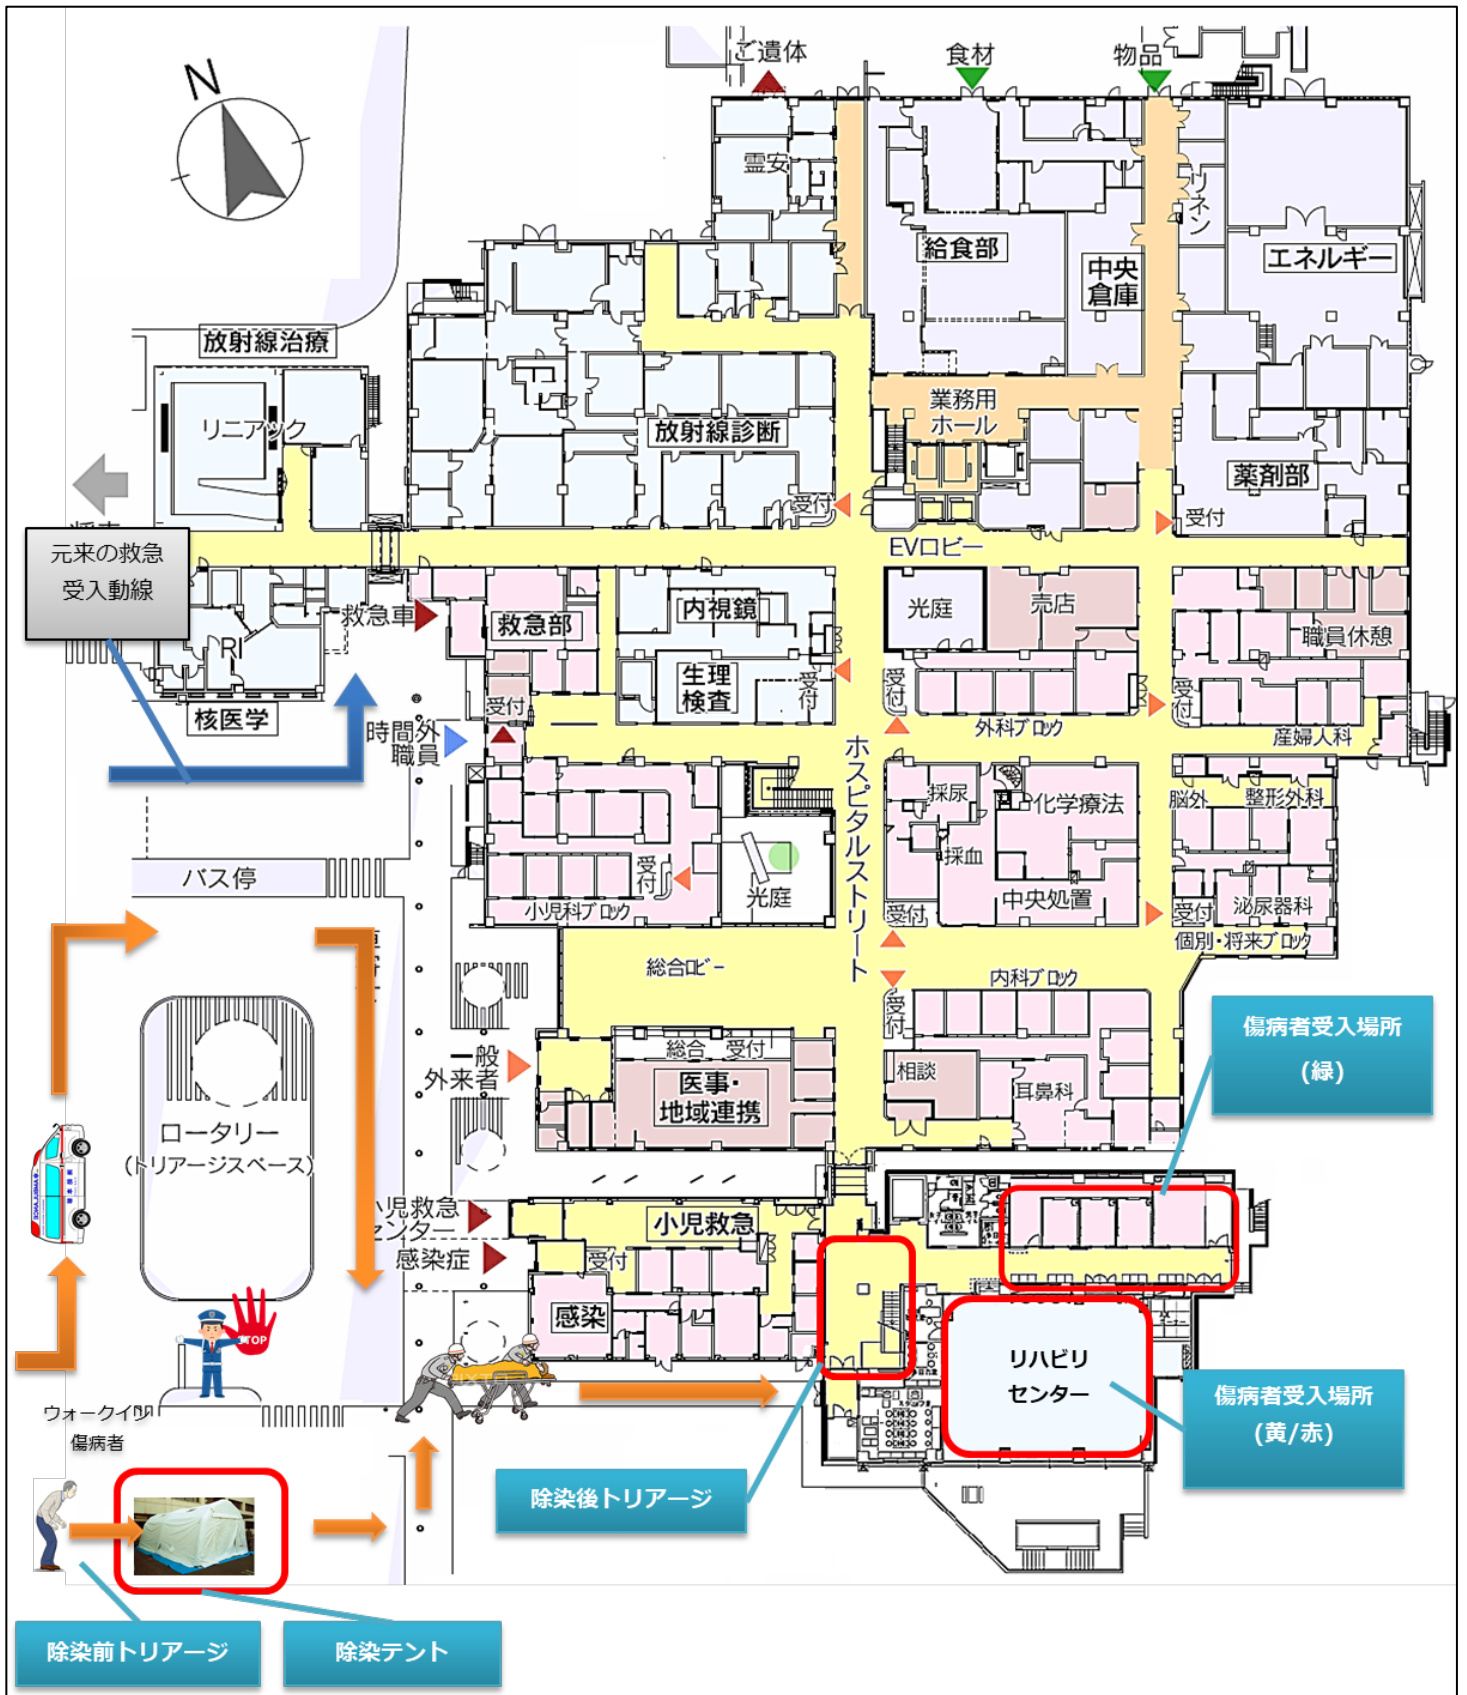 N
ご遺体
食材
物品
霊安
リネン
給食部
中央
倉庫
エネルギー
放射線治療
リニアック
業務用
ホール
放射線診断
薬剤部
受付
受付
EVロビー
元来の救急
受入動線
救急車
救急部
内視鏡
光庭
売店
職員休憩
RI
生理
検査
受付
受付
受付
受付
核医学
時間外
職員
外科ブロック
産婦人科
ホスピタルストリート
採尿
化学療法
脳外
整形外科
採血
バス停
受付
小児科ブロック
光庭
中央処置
受付
受付
泌尿器科
個別・将来ブロック
総合ロビー
内科ブロック
受付
傷病者受入場所
(緑)
一般
外来者
総合 受付
医事・
地域連携
相談
耳鼻科
ロータリー
(トリアージスペース)
小児救急
センター
小児救急
感染症
受付
感染
STOP
リハビリ
センター
傷病者受入場所
(黄/赤)
ウォークイン
傷病者
除染後トリアージ
除染前トリアージ
除染テント